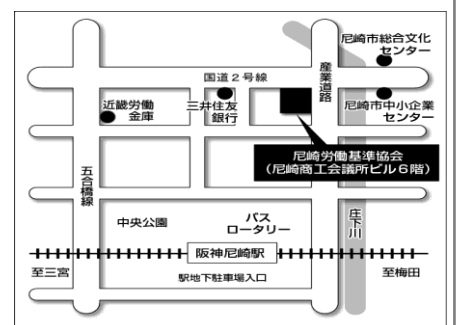 尼崎市総合文化
センター
国道2号線
産業道路
近畿労働
金庫
三井住友
銀行
尼崎市中小企業
センター
尼崎労働基準協会
(尼崎商工会議所ビル6階)
五合橋線
中央公園
バス
ロータリー
庄下川
阪神尼崎駅
至三宮
駅地下駐車場入口
至梅田